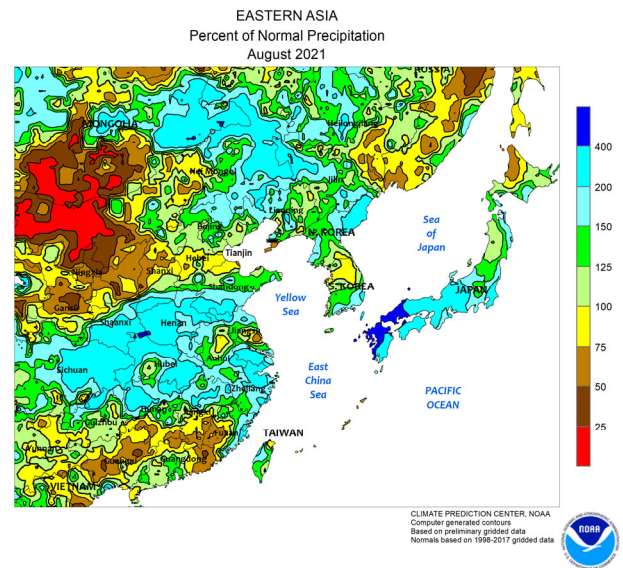 EASTERN ASIA
Percent of Normal Precipitation
August 2021
RUSSIA
MONGOLIA
Heilongjiang
Nei Mongol
Jilin
Liaoning
Beijing
N. KOREA
Sea
of
Japan
Tianjin
Hebei
Ningxia
Shanxi
Shandong
S. KOREA
JAPAN
Yellow
Sea
Gansu
Shaanxi
Henan
Jiangsu
Anhui
Hubei
Sichuan
East
China
Sea
Zhejiang
PACIFIC
OCEAN
Guizhou
Fujian
TAIWAN
Yunnan
Guangxi
Guangdong
VIETNAM
400
200
150
125
100
75
50
25
CLIMATE PREDICTION CENTER, NOAA
Computer generated contours
Based on preliminary gridded data
Normals based on 1998-2017 gridded data
NOAA